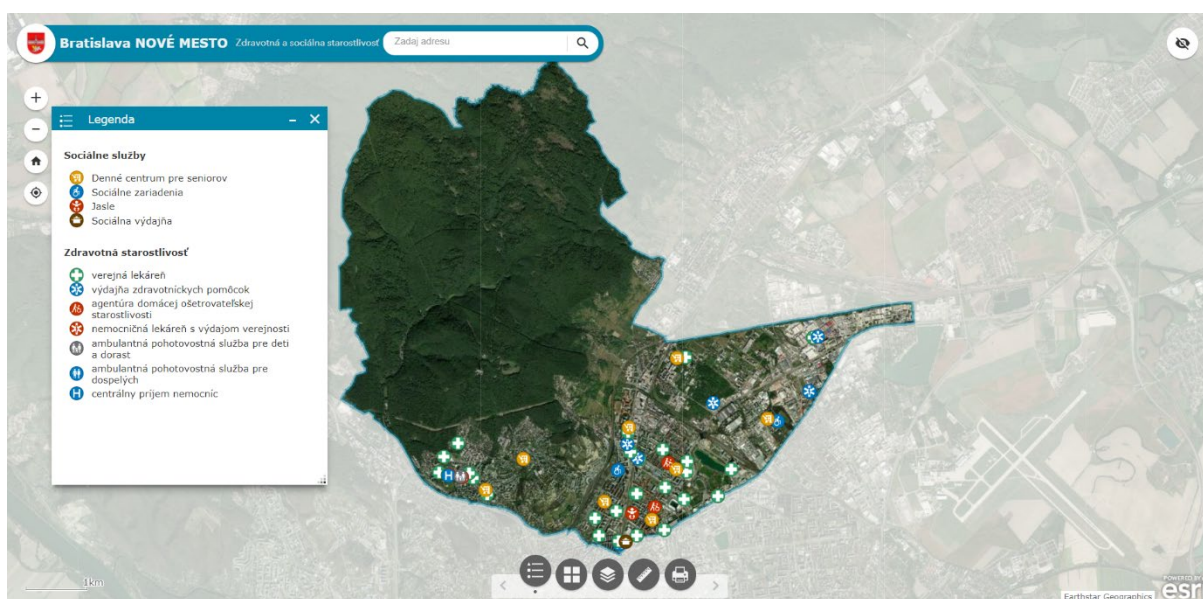 Bratislava NOVÉ MESTO Zdravotná a sociálna starostlivosť Zadaj adresu
Legenda
Sociálne služby
Denné centrum pre seniorov
Sociálne zariadenia
Jasle
Sociálna výdajňa
Zdravotná starostlivosť
verejná lekáreň
výdajňa zdravotníckych pomôcok
agentúra domácej ošetrovateľskej
starostlivosti
nemocničná lekáreň s výdajom verejnosti
ambulantná pohotovostná služba pre deti
a dorast
ambulantná pohotovostná služba pre
dospelých
H centrálny príjem nemocníc
H
1km
POWERED BY
esri
Earthstar Geographics